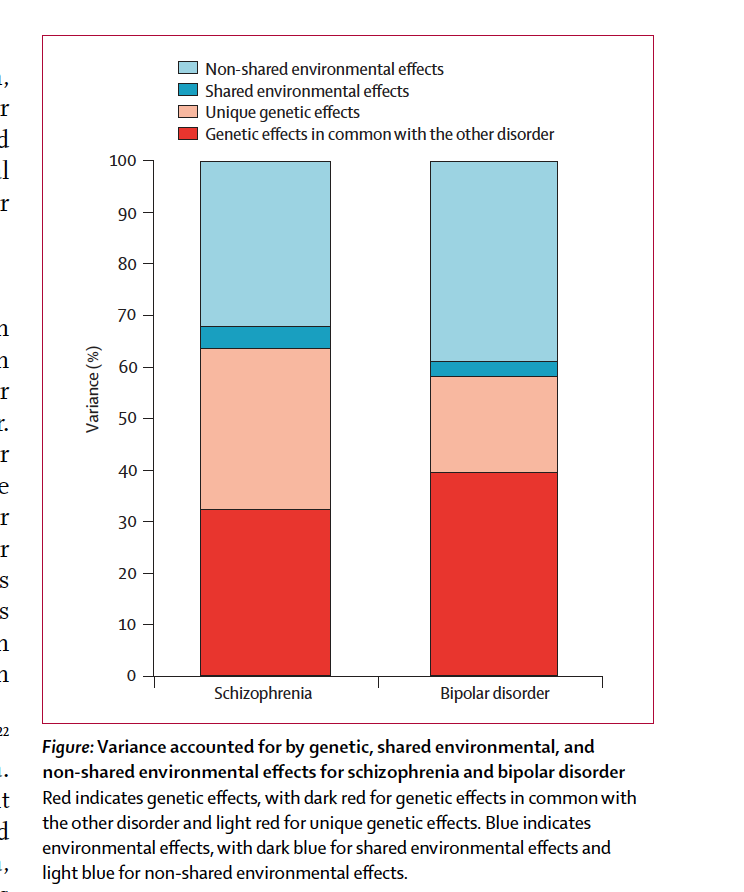 Non-shared environmental effects
Shared environmental effects
Unique genetic effects
Genetic effects in common with the other disorder
100
90
80
70
60
50
40
30
20
10
0
Variance (%)
Schizophrenia
Bipolar disorder
Figure: Variance accounted for by genetic, shared environmental, and
non-shared environmental effects for schizophrenia and bipolar disorder
Red indicates genetic effects, with dark red for genetic effects in common with
the other disorder and light red for unique genetic effects. Blue indicates
environmental effects, with dark blue for shared environmental effects and
light blue for non-shared environmental effects.
22